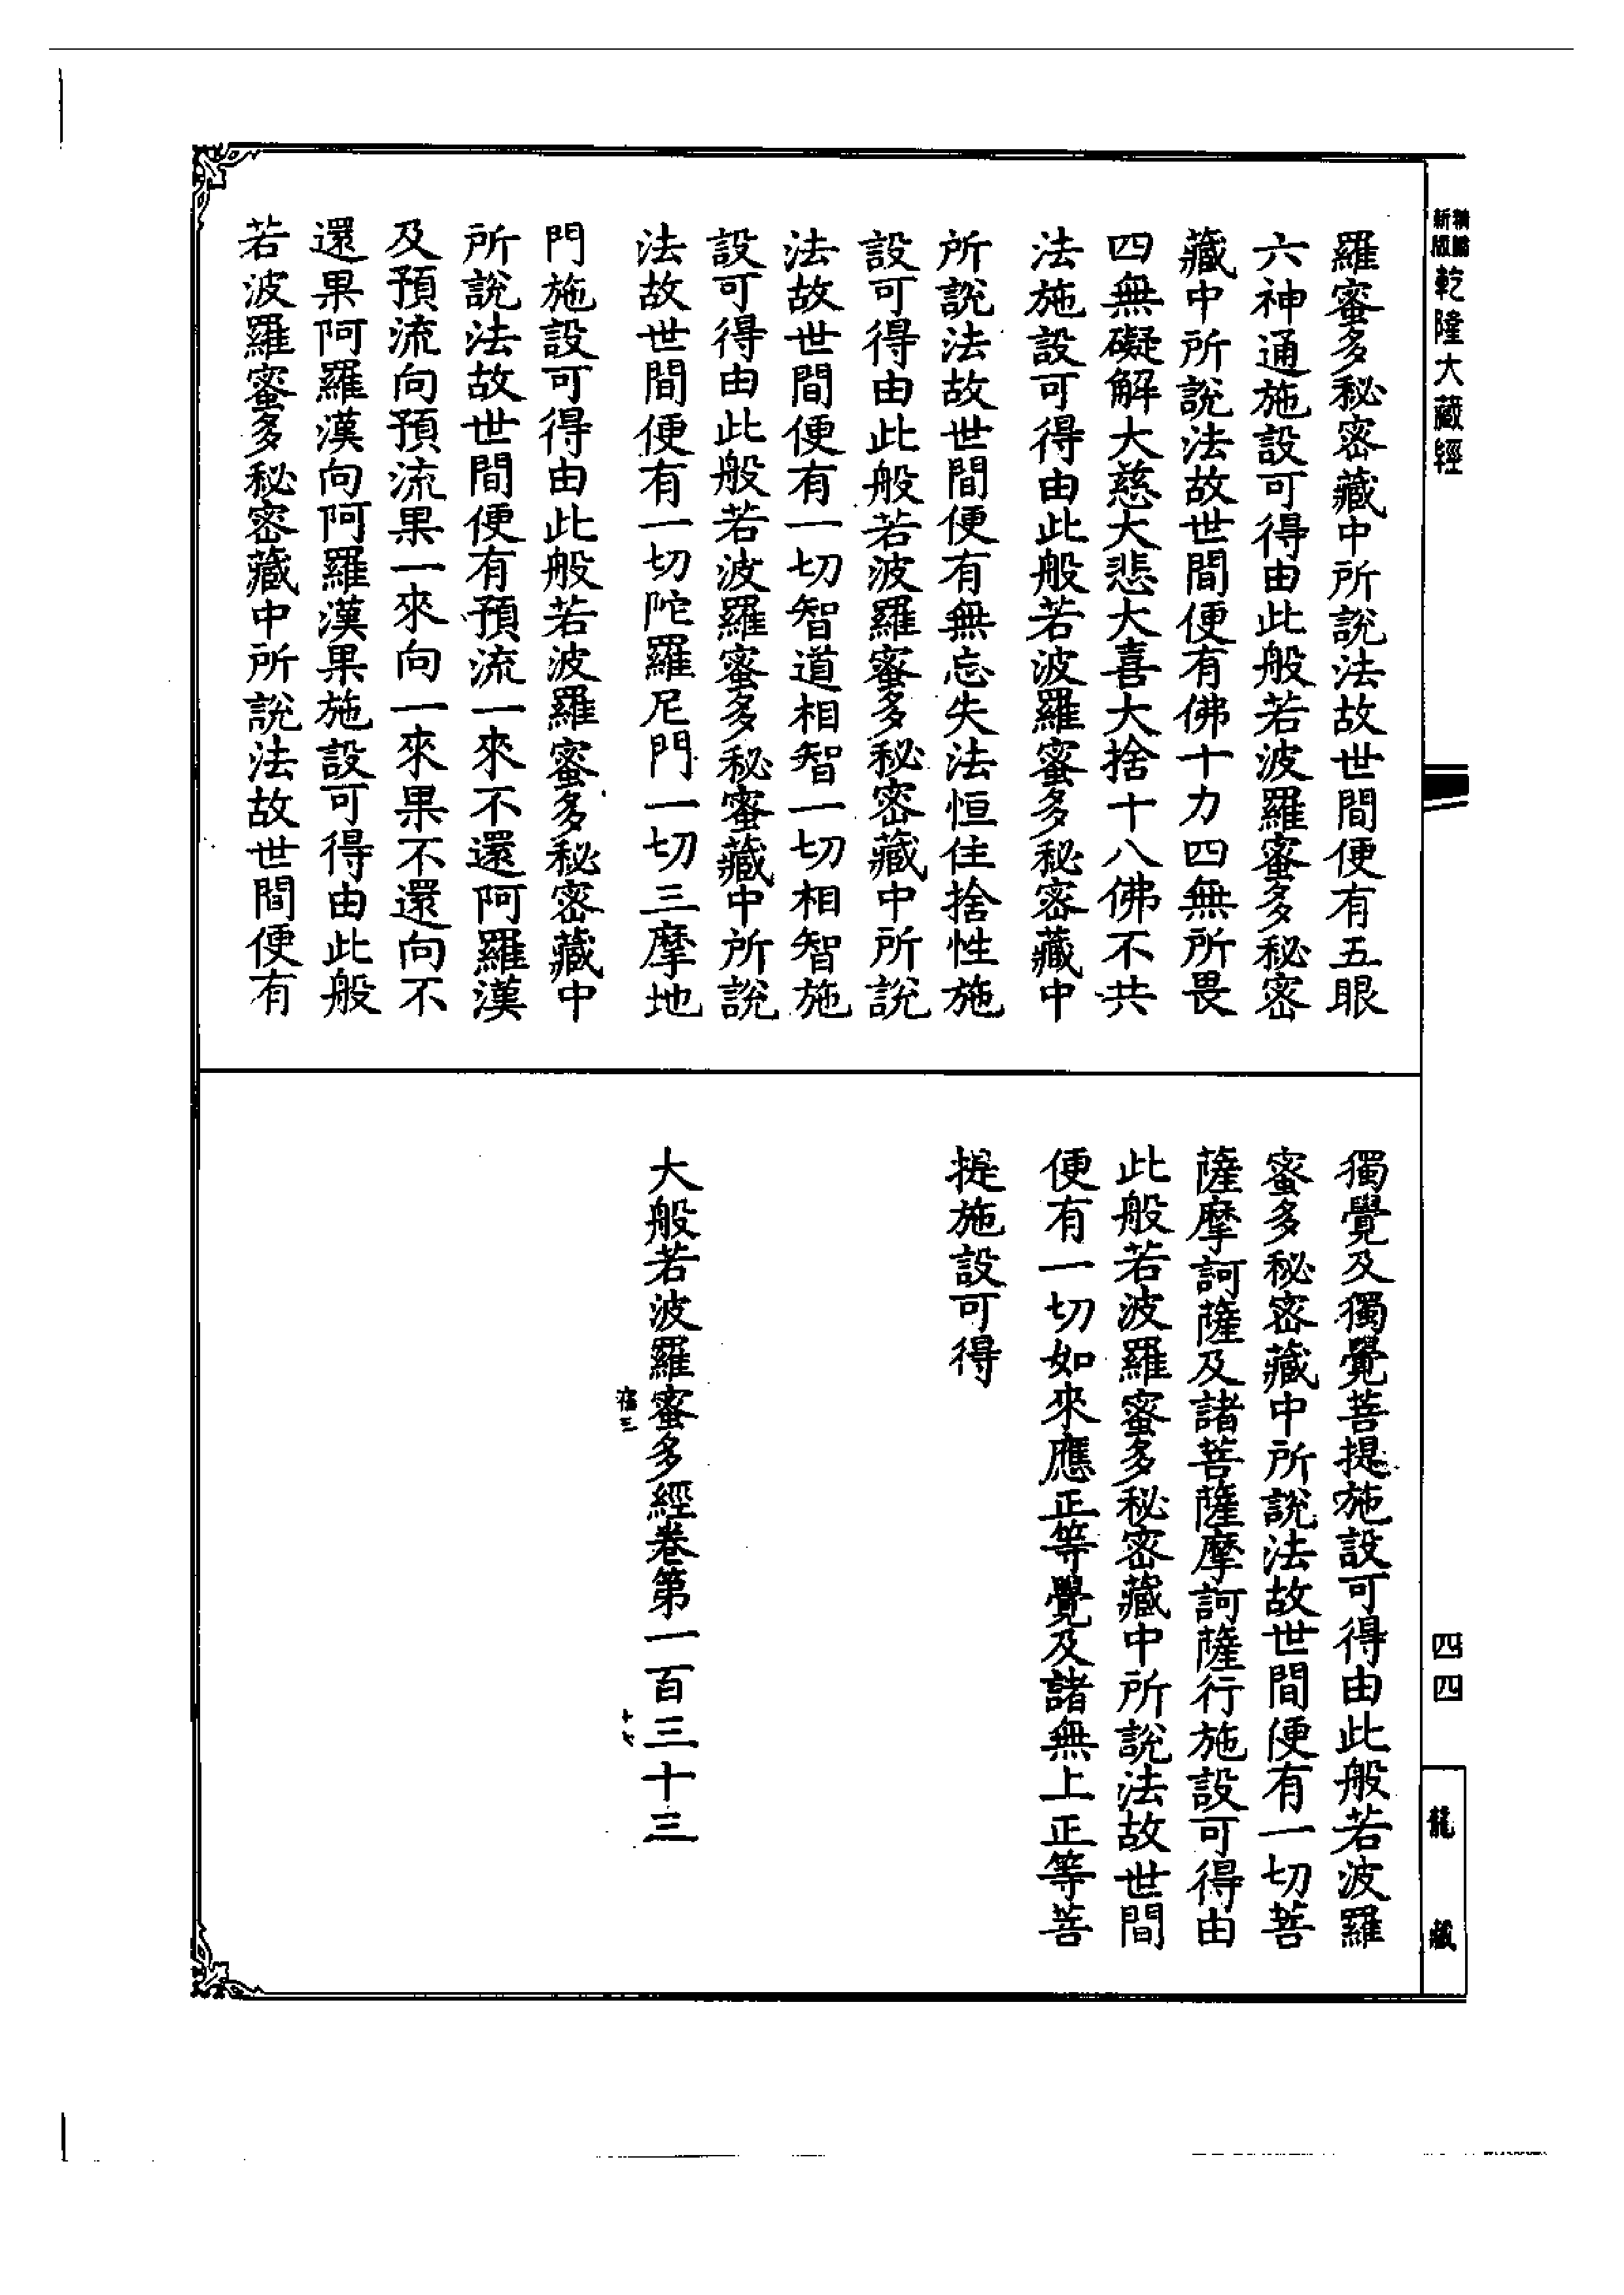 精編
新版
乾隆大藏經
羅蜜多秘密藏中所說法故世間便有五眼
六神通施設可得由此般若波羅蜜多秘密
藏中所說法故世間便有佛十力四無所畏
四無礙解大慈大悲大喜大捨十八佛不共
法施設可得由此般若波羅蜜多秘密藏中
所說法故世間便有無忘失法恒住捨性施
設可得由此般若波羅蜜多秘密藏中所說
法故世間便有一切智道相智一切相智施
設可得由此般若波羅蜜多秘蜜藏中所說
法故世間便有一切陀羅尼門一切三摩地
門施設可得由此般若波羅蜜多秘密藏中
所說法故世間便有預流一來不還阿羅漢
及預流向預流果一來向一來果不還向不
還果阿羅漢向阿羅漢果施設可得由此般
若波羅蜜多秘密藏中所說法故世間便有
獨覺及獨覺菩提施設可得由此般若波羅
蜜多秘密藏中所說法故世間便有一切菩
薩摩訶薩及諸菩薩摩訶薩行施設可得由
此般若波羅蜜多秘密藏中所說法故世間
便有一切如來應正等覺及諸無上正等菩
提施設可得
大般若波羅蜜多經卷第一百三十三
十七
四四
龍藏